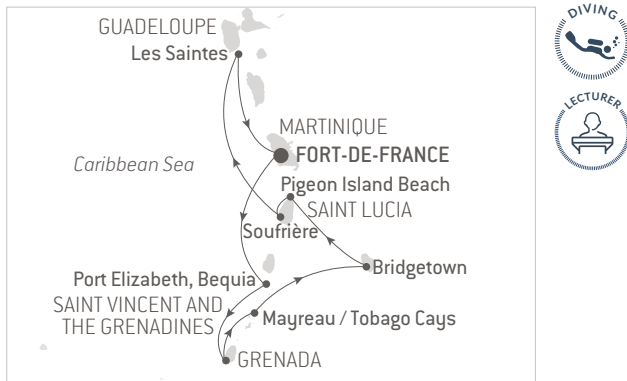 GUADELOUPE
Les Saintes
MARTINIQUE
FORT-DE-FRANCE
Caribbean Sea
Pigeon Island Beach
SAINT LUCIA
Soufrière
Bridgetown
Port Elizabeth, Bequia
SAINT VINCENT AND
THE GRENADINES
Mayreau / Tobago Cays
GRENADA
DIVING
LECTURER